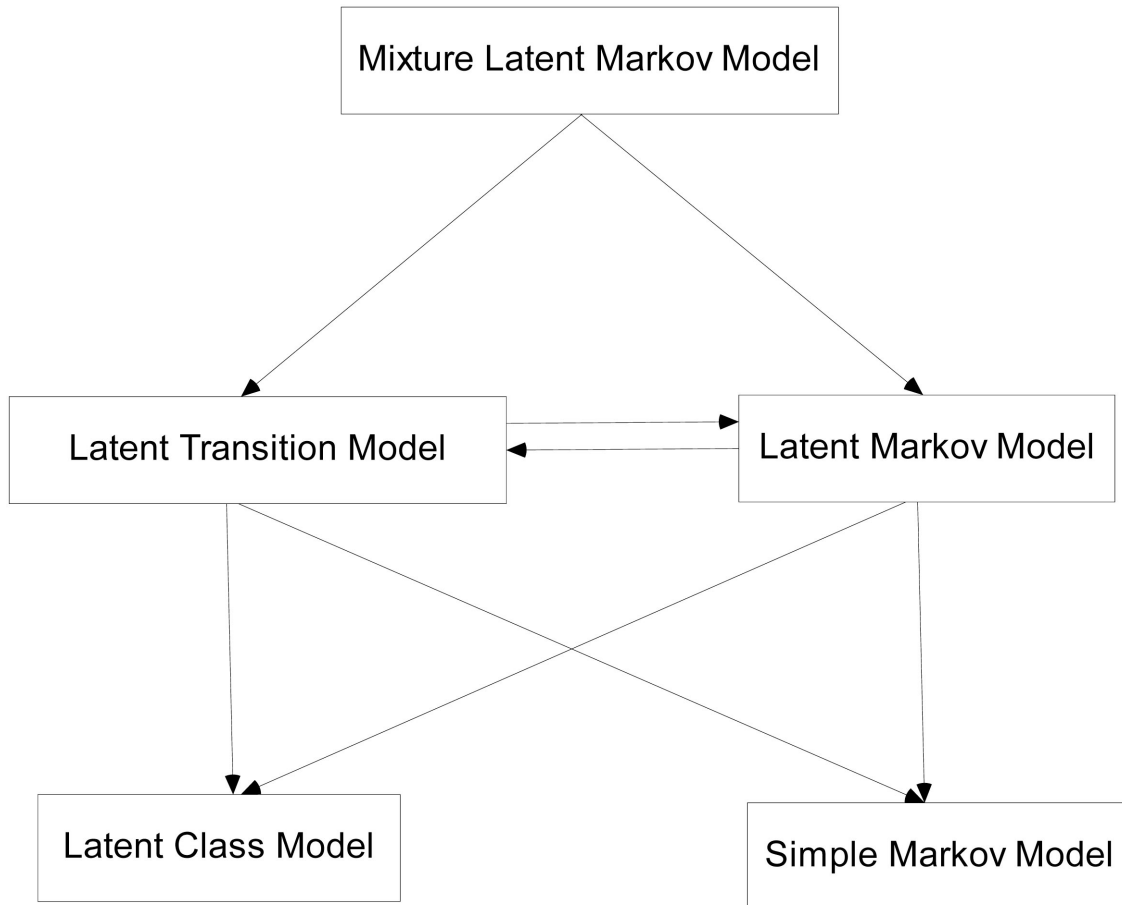 Mixture Latent Markov Model
Latent Transition Model
Latent Markov Model
Latent Class Model
Simple Markov Model